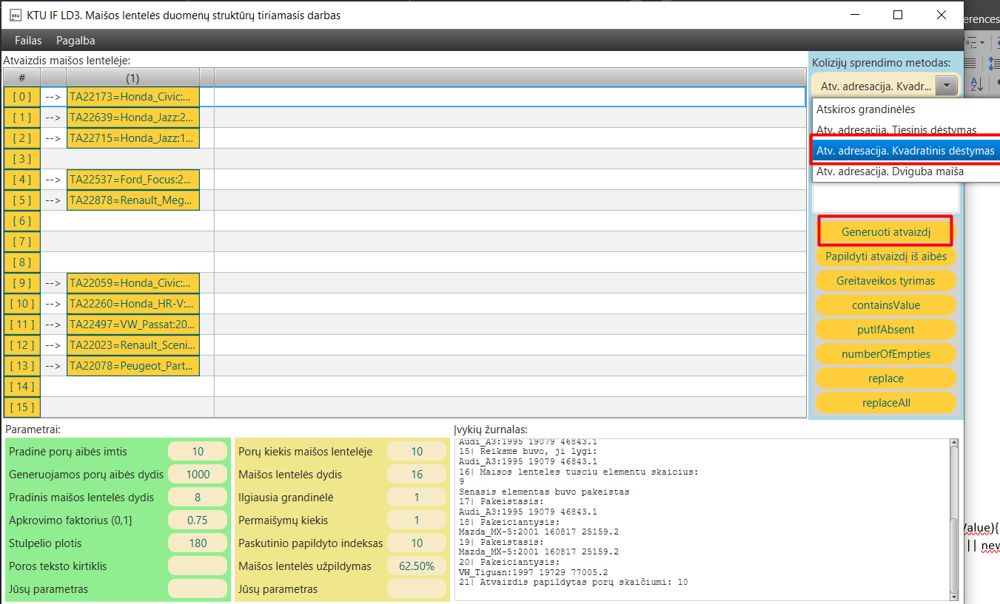 KTU IF LD3. Maišos lentelės duomenų struktūrų tiriamasis darbas
Failas Pagalba
erences
Atvaizdis maišos lentelėje:
# (1)
[ 0 ] --> TA22173=Honda_Civic:...
[ 1 ] --> TA22639=Honda_Jazz:2...
[ 2 ] --> TA22715=Honda_Jazz:1...
[ 3 ]
[ 4 ] --> TA22537=Ford_Focus:2...
[ 5 ] --> TA22878=Renault_Meg...
[ 6 ]
[ 7 ]
[ 8 ]
[ 9 ] --> TA22059=Honda_Civic:...
[ 10 ] --> TA22260=Honda_HR-V:...
[ 11 ] --> TA22497=VW_Passat:20...
[ 12 ] --> TA22023=Renault_Sceni...
[ 13 ] --> TA22078=Peugeot_Part...
[ 14 ]
[ 15 ]
Kolizijų sprendimo metodas:
Atv. adresacija. Kvadr...
Atskiros grandinėlės
Atv. adresacija. Tiesinis dėstymas
Atv. adresacija. Kvadratinis dėstymas
Atv. adresacija. Dviguba maiša
Generuoti atvaizdį
Papildyti atvaizdį iš aibės
Greitaveikos tyrimas
containsValue
putIfAbsent
numberOfEmpties
replace
replaceAll
Parametrai:
Pradinė porų aibės imtis 10
Generuojamos porų aibės dydis 1000
Pradinis maišos lentelės dydis 8
Apkrovimo faktorius (0,1] 0.75
Stulpelio plotis 180
Poros teksto kirtiklis
Jūsų parametras
Porų kiekis maišos lentelėje 10
Maišos lentelės dydis 16
Ilgiausia grandinėlė 1
Permaišymų kiekis 1
Paskutinio papildyto indeksas 10
Maišos lentelės užpildymas 62.50%
Jūsų parametras
Įvykių žurnalas:
Audi_A3:1995 19079 46843.1
15| Reiksme buvo, ji lygi:
Audi_A3:1995 19079 46843.1
16| Maisos lenteles tusciu elementu skaicius:
9
Senasis elementas buvo pakeistas
17| Pakeistasis:
Audi_A3:1995 19079 46843.1
18| Pakeiciantysis:
Mazda_MX-5:2001 160817 25159.2
19| Pakeistasis:
Mazda_MX-5:2001 160817 25159.2
20| Pakeiciantysis:
VW_Tiguan:1997 19729 77005.2
21| Atvaizdis papildytas porų skaičiumi: 10
Value){
|| new